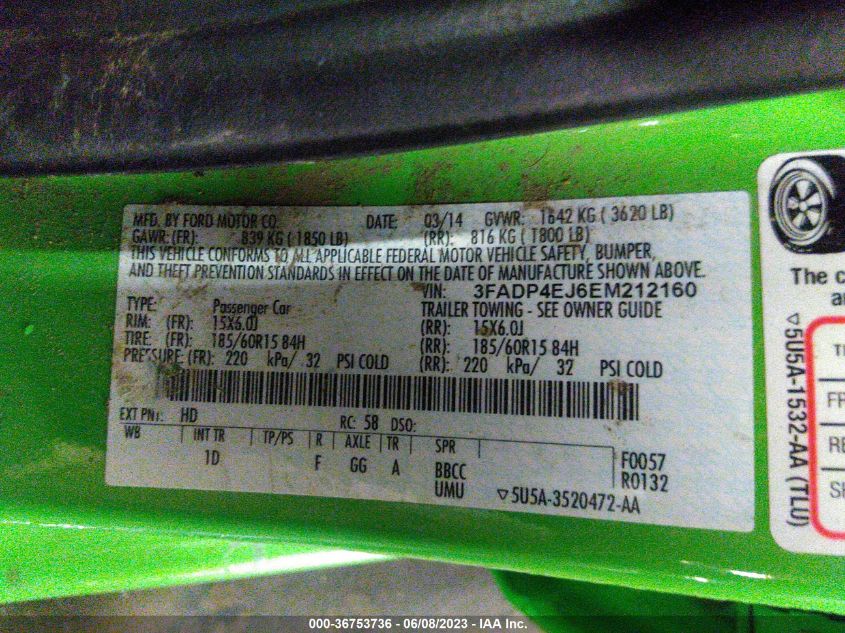 MFD. BY FORD MOTOR CO. DATE: 03/14 GVWR: 1642 KG ( 3620 LB)
GAWR:(FR): 839 KG ( 1850 LB) (RR): 816 KG ( 1800 LB)
THIS VEHICLE CONFORMS TO ALL APPLICABLE FEDERAL MOTOR VEHICLE SAFETY, BUMPER,
AND THEFT PREVENTION STANDARDS IN EFFECT ON THE DATE OF MANUFACTURE SHOWN ABOVE.
VIN: 3FADP4EJ6EM212160
TYPE: Passenger Car TRAILER TOWING - SEE OWNER GUIDE
RIM: (FR): 15X6.0J (RR): 15X6.0J
TIRE: (FR): 185/60R15 84H (RR): 185/60R15 84H
PRESSURE: (FR): 220 kPa/ 32 PSI COLD (RR): 220 kPa/ 32 PSI COLD
EXT PNT: HD RC: 58 DSO:
WB INT TR TP/PS R AXLE TR SPR
1D F GG A BBCC F0057
UMU R0132
▽5U5A-3520472-AA
The c
a
▽5U5A-1532-AA (TLU)
FR
RE
000-36753736 - 06/08/2023 - IAA Inc.